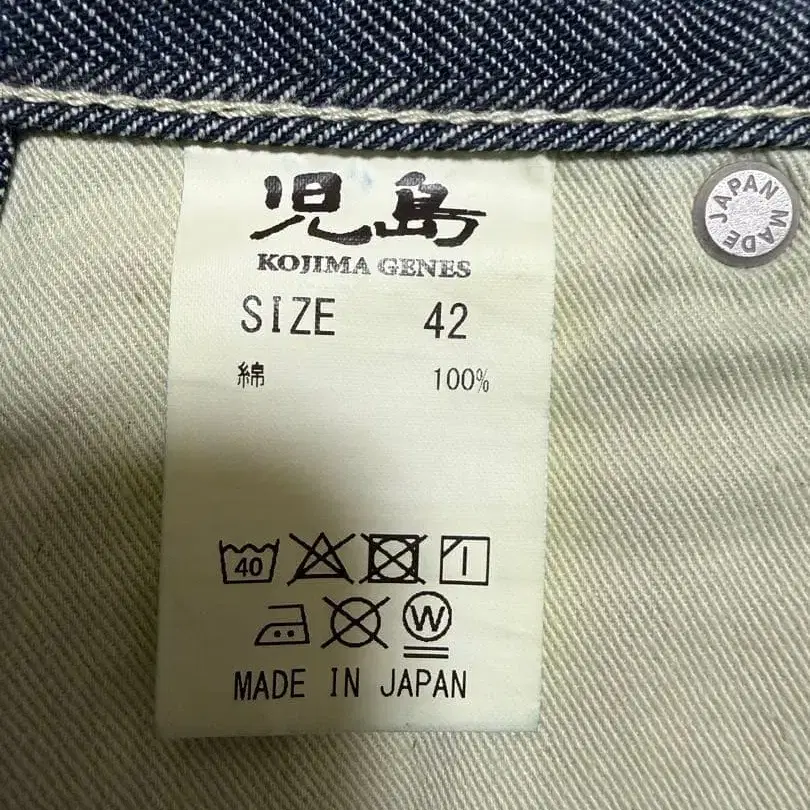 児島
KOJIMA GENES
SIZE 42
綿 100%
40
W
MADE IN JAPAN
JAPAN MADE